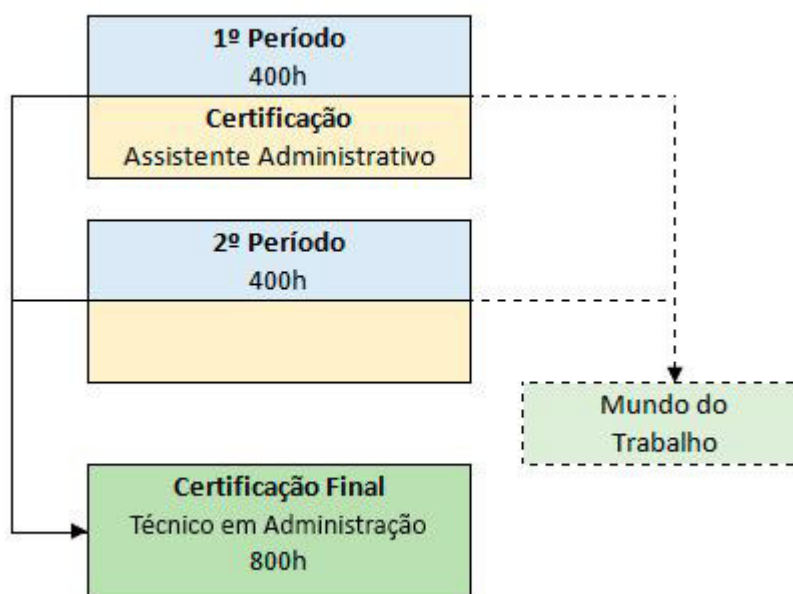 1º Período
400h
Certificação
Assistente Administrativo
2º Período
400h
Mundo do
Trabalho
Certificação Final
Técnico em Administração
800h